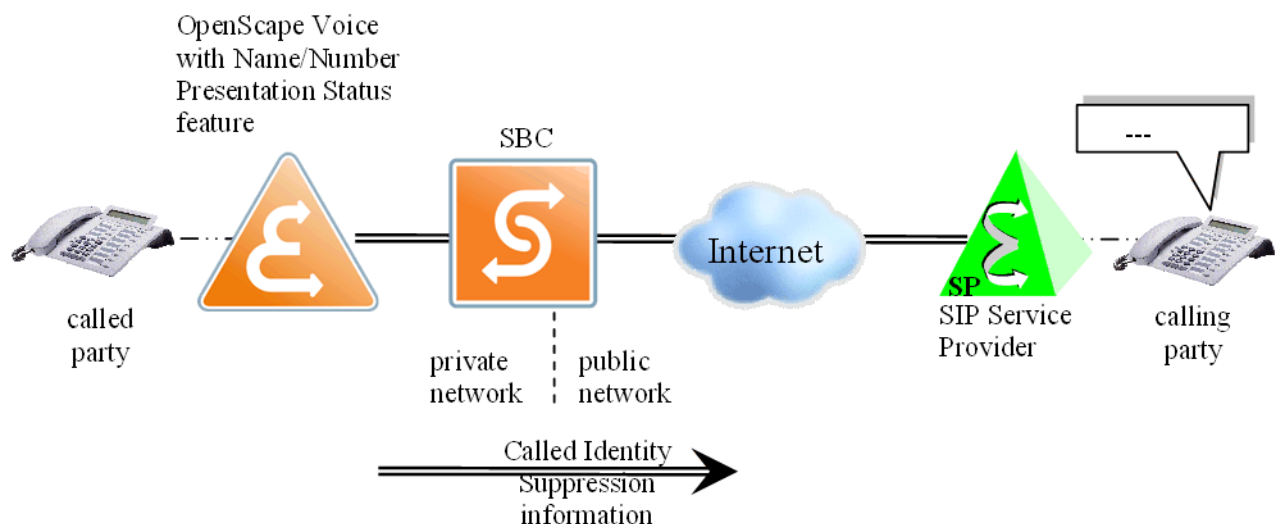 OpenScape Voice
with Name/Number
Presentation Status
feature
SBC
---
Internet
SP
SIP Service
Provider
called
party
calling
party
private
network
public
network
Called Identity
Suppression
information